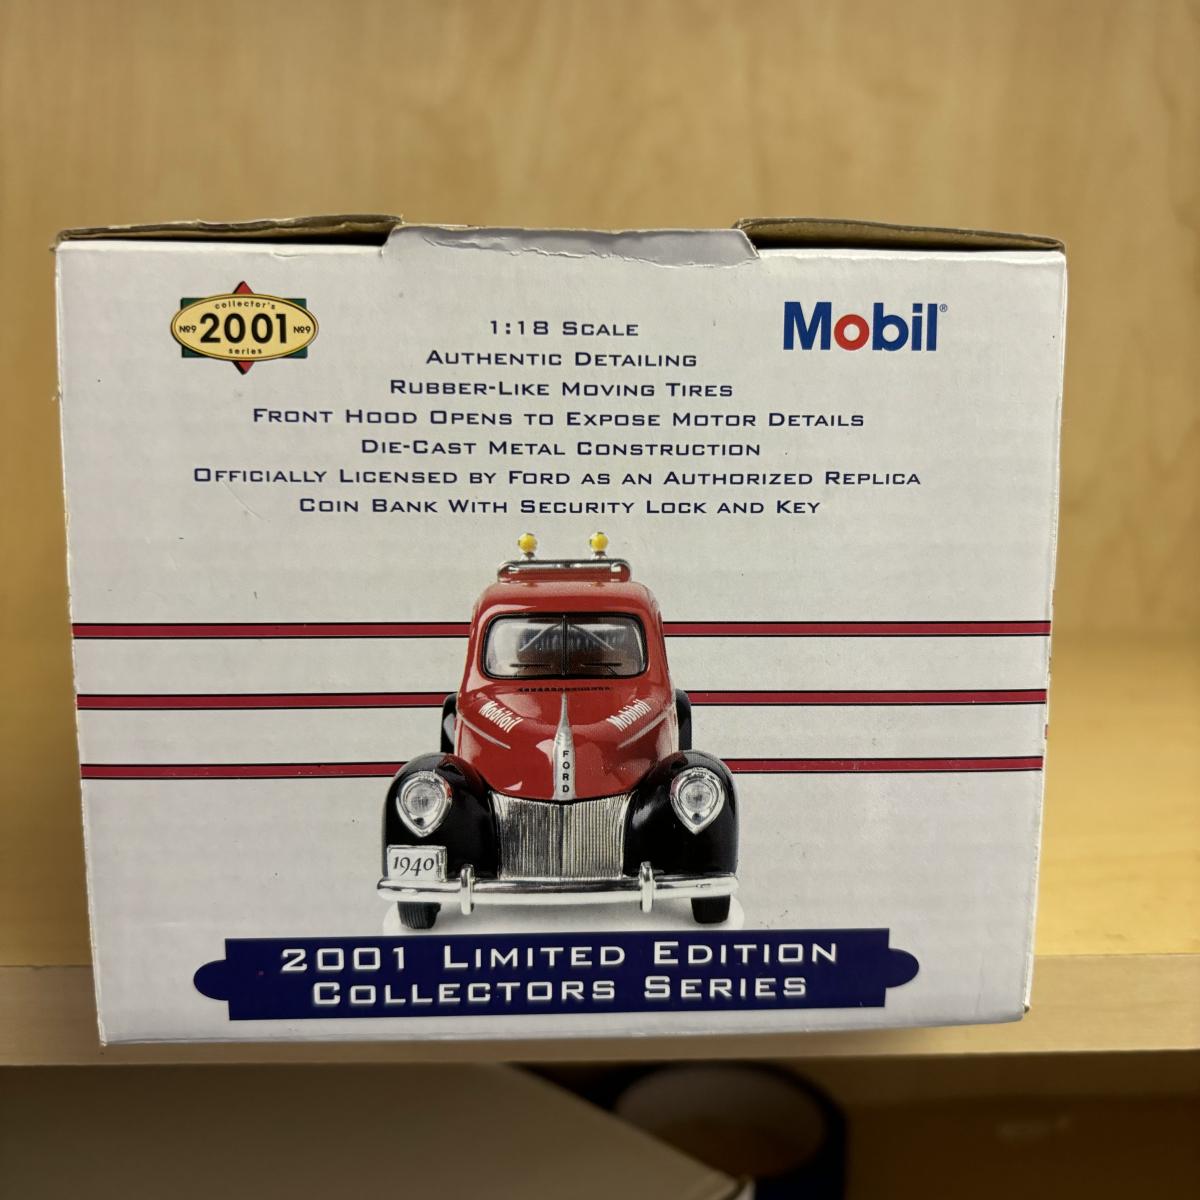 collector's
Nº9 2001 Nº9
series
Mobil®
1:18 Scale
Authentic Detailing
Rubber-Like Moving Tires
Front Hood Opens to Expose Motor Details
Die-Cast Metal Construction
Officially Licensed by Ford as an Authorized Replica
Coin Bank With Security Lock and Key
Mobiloil
Mobiloil
FORD
1940
2001 Limited Edition
Collectors Series